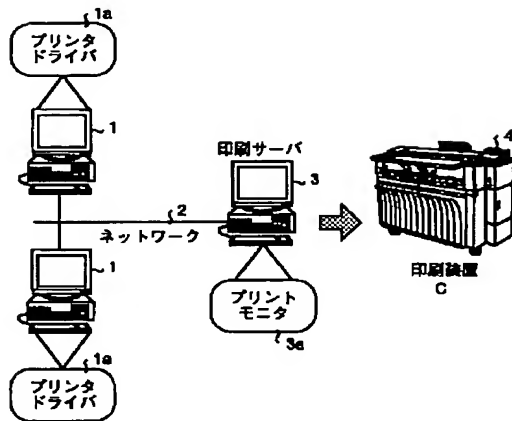 1a
プリンタ
ドライバ
1
印刷サーバ
3
4
2
ネットワーク
印刷装置
C
1
プリント
モニタ
3a
1a
プリンタ
ドライバ